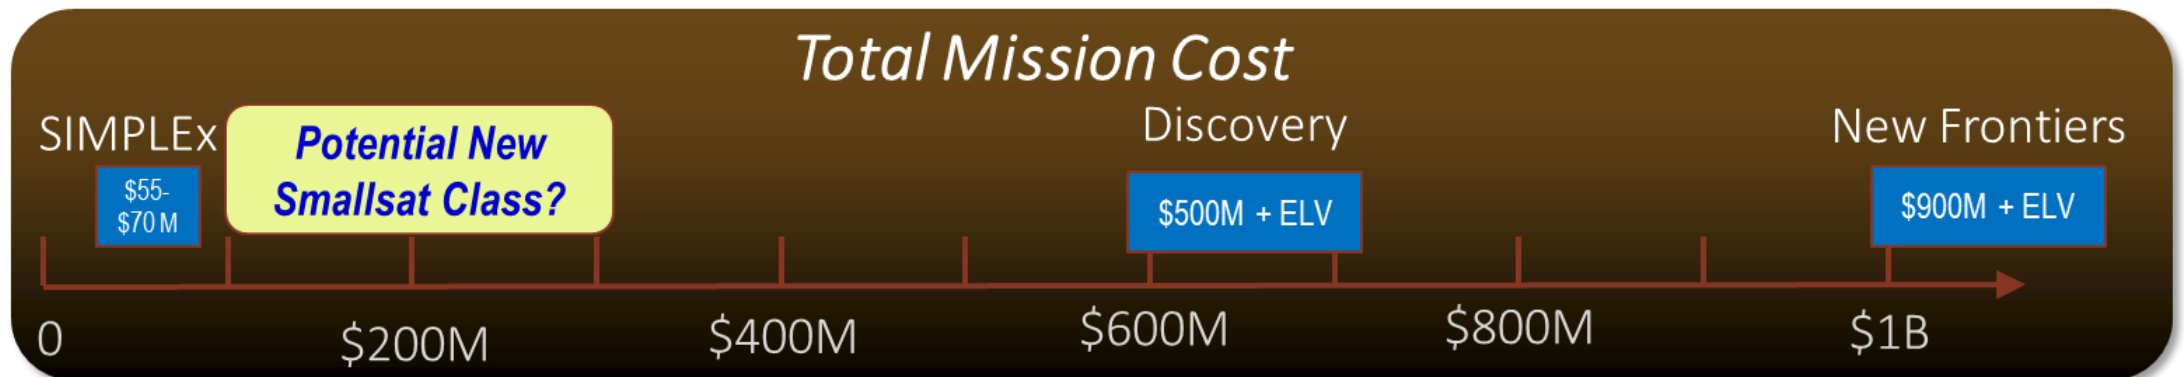 Total Mission Cost
SIMPLEx
$55-
$70 M
Potential New
Smallsat Class?
Discovery
$500M + ELV
New Frontiers
$900M + ELV
0
$200M
$400M
$600M
$800M
$1B